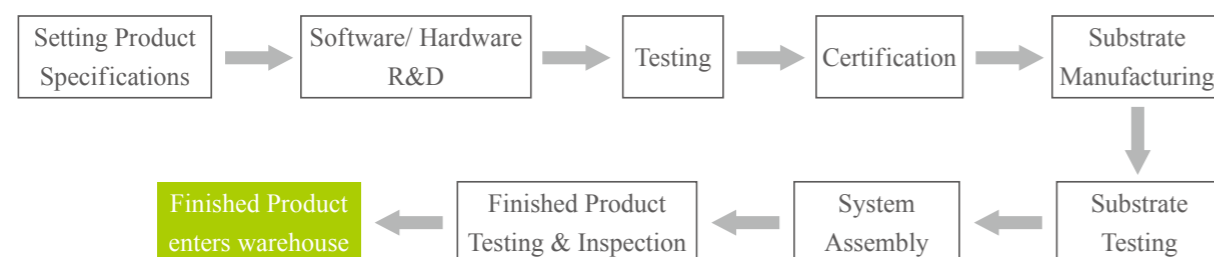 Setting Product
Specifications
Software/ Hardware
R&D
Testing
Certification
Substrate
Manufacturing
Substrate
Testing
System
Assembly
Finished Product
Testing & Inspection
Finished Product
enters warehouse